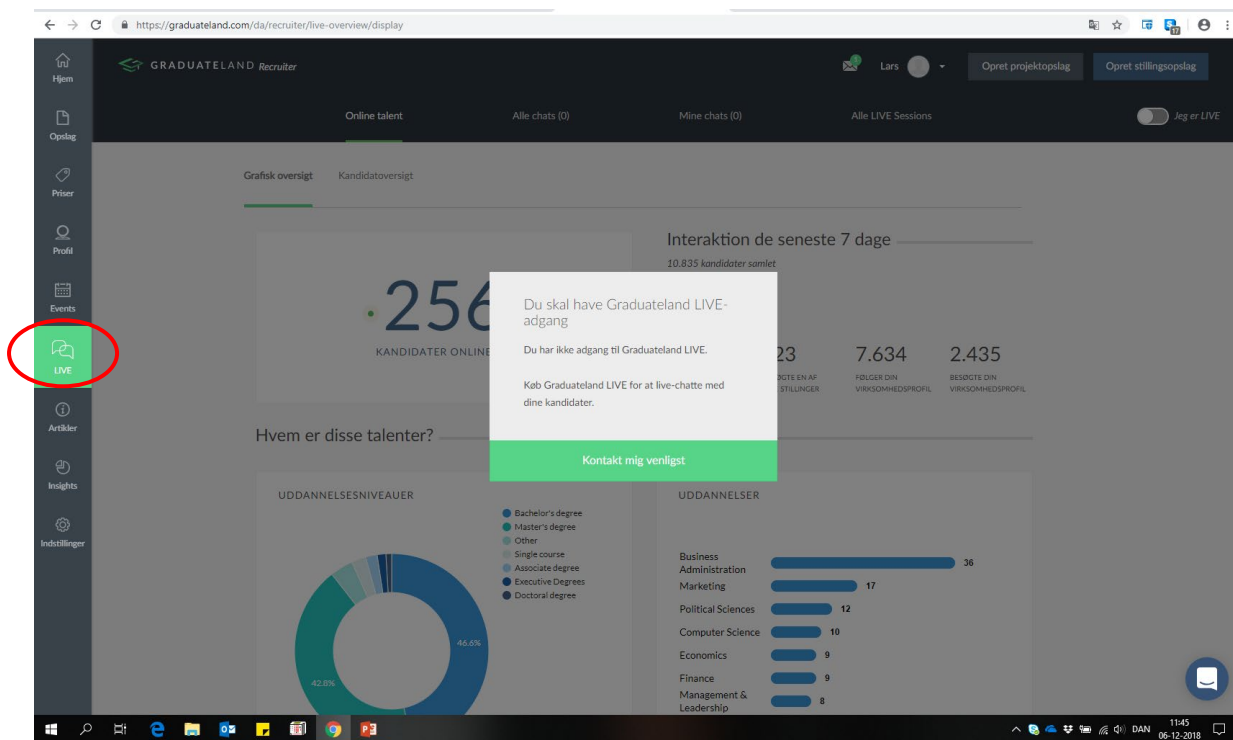 https://graduateland.com/da/recruiter/live-overview/display
17
Hjem
GRADUATELAND Recruiter
1
Lars
Opret projektopslag
Opret stillingsopslag
Opslag
Online talent
Alle chats (0)
Mine chats (0)
Alle LIVE Sessions
Jeg er LIVE
Priser
Grafisk oversigt
Kandidatoversigt
Profil
Interaktion de seneste 7 dage
10.835 kandidater samlet
Events
256
KANDIDATER ONLINE
Du skal have Graduateland LIVE-
adgang
Du har ikke adgang til Graduateland LIVE.
Køb Graduateland LIVE for at live-chatte med
dine kandidater.
Kontakt mig venligst
23
7.634
2.435
EN AF
STILLINGER
FØLGER DIN
VIRKSOMHEDSPROFIL
BESØGTE DIN
VIRKSOMHEDSPROFIL
LIVE
Artikler
Insights
Indstillinger
Hvem er disse talenter?
UDDANNELSESNIVEAUER
Bachelor's degree
Master's degree
Other
Single course
Associate degree
Executive Degrees
Doctoral degree
46.6%
42.8%
UDDANNELSER
Business
Administration
36
Marketing
17
Political Sciences
12
Computer Science
10
Economics
9
Finance
9
Management &
Leadership
8
DAN
11:45
06-12-2018